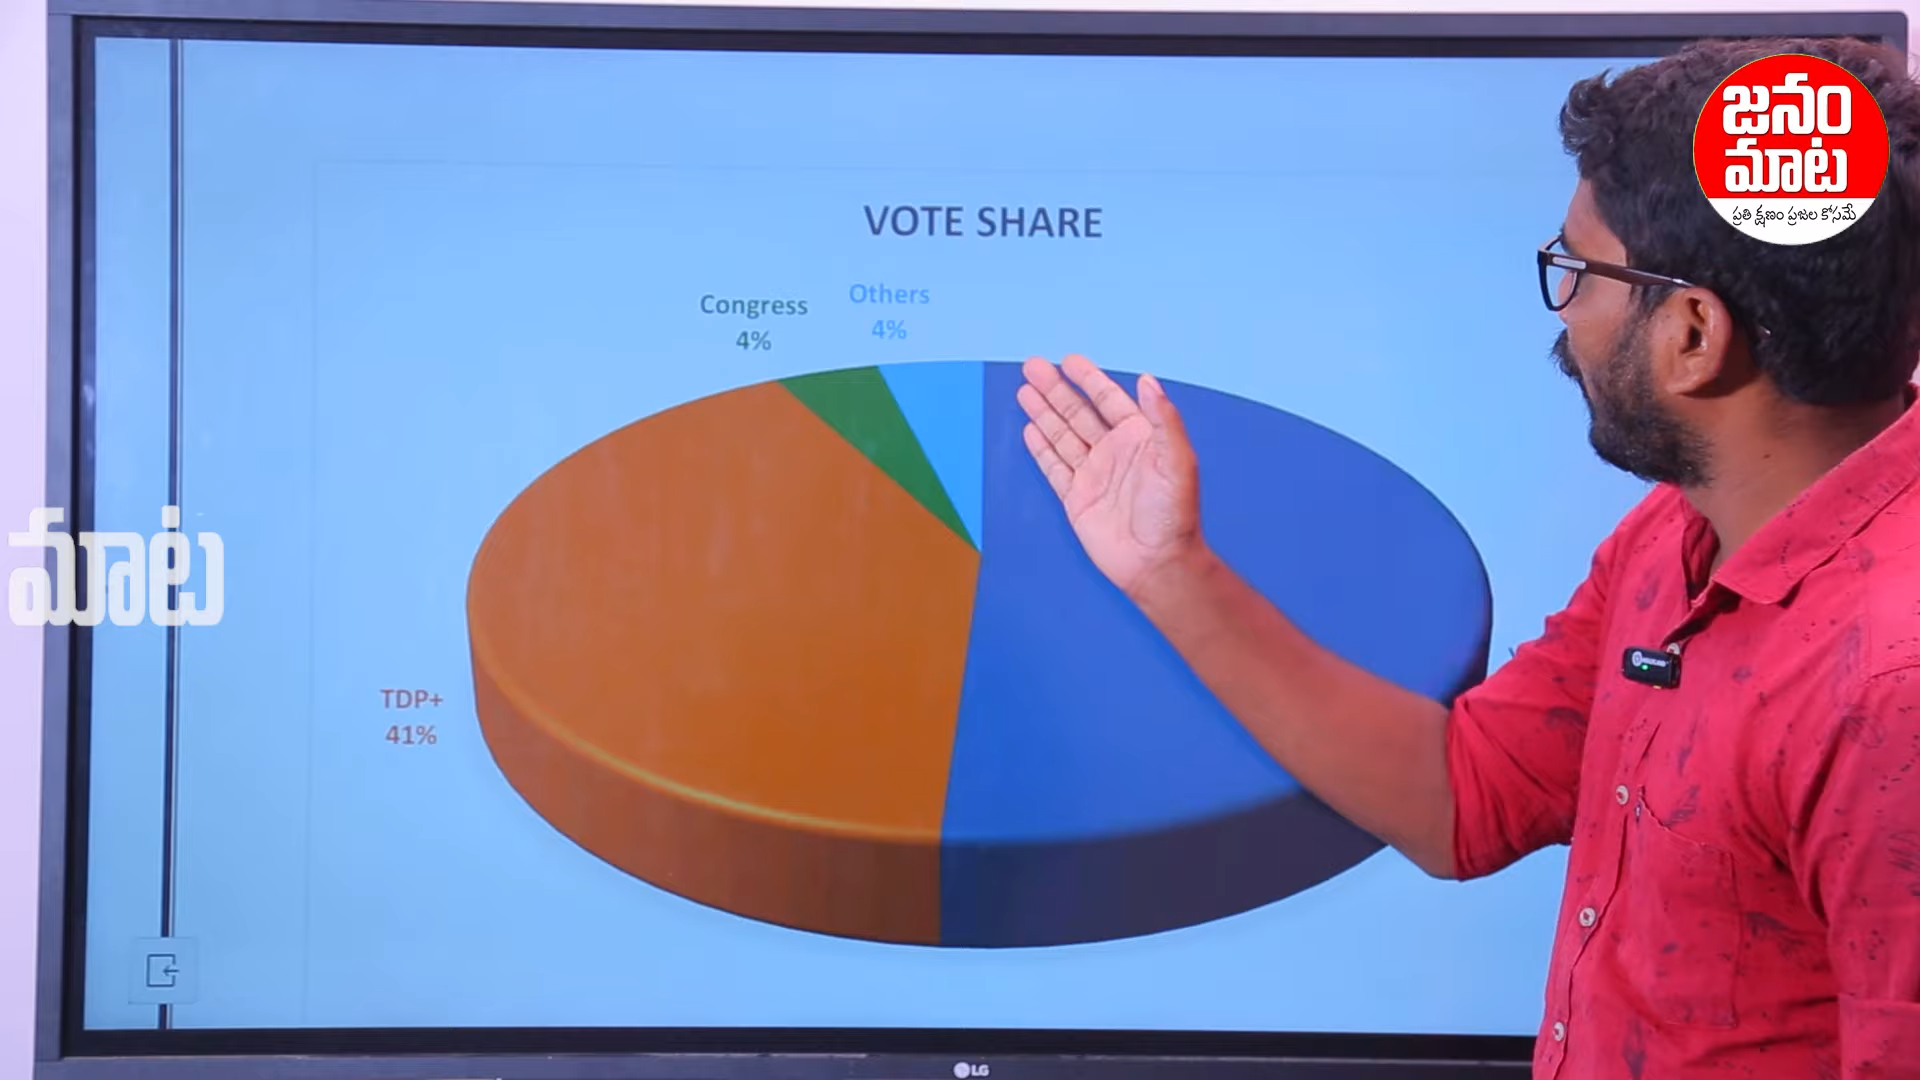 జనం
మాట
ప్రతి క్షణం ప్రజల కోసమే
VOTE SHARE
Congress
4%
Others
4%
మాట
TDP+
41%
LG